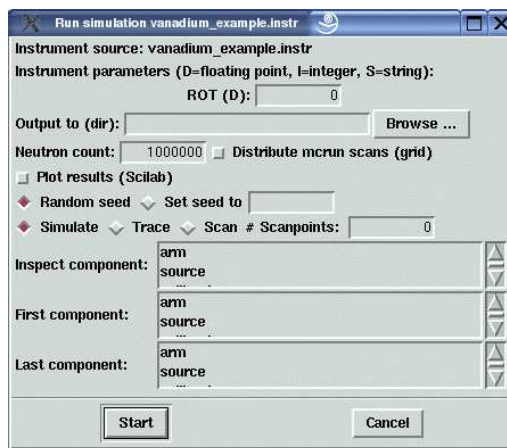 Run simulation vanadium_example.instr
Instrument source: vanadium_example.instr
Instrument parameters (D=floating point, I=integer, S=string):
ROT (D): 0
Output to (dir): Browse ...
Neutron count: 1000000 Distribute mcrun scans (grid)
Plot results (Scilab)
Random seed Set seed to
Simulate Trace Scan # Scanpoints: 0
Inspect component: arm
source
First component: arm
source
Last component: arm
source
Start Cancel